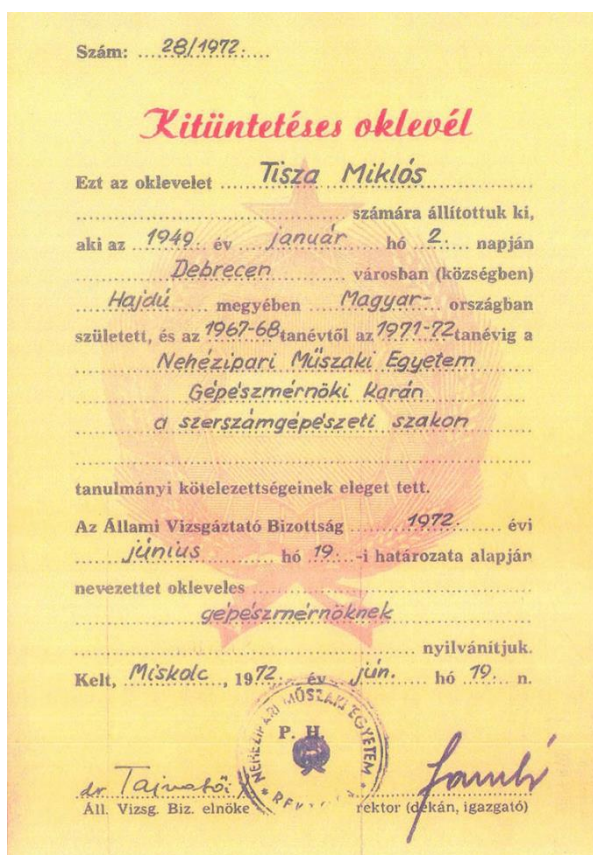 Szám: 28/1972.
Kitüntetéses oklevél
Ezt az oklevelet Tisza Miklós
számára állítottuk ki,
aki az 1949. év január hó 2. napján
Debrecen városban (községben)
Hajdú megyében Magyar- országban
született, és az 1967-68 tanévtől az 1971-72 tanévig a
Nehézipari Műszaki Egyetem
Gépészmérnöki Karán
a szerszámgépészeti szakon
tanulmányi kötelezettségeinek eleget tett.
Az Állami Vizsgáztató Bizottság 1972. évi
június hó 19. -i határozata alapján
nevezettet okleveles
gépészmérnöknek
nyilvánítjuk.
Kelt, Miskolc, 1972. év jún. hó 19. n.
NEHÉZIPARI MŰSZAKI EGYETEM
P. H.
dr
Áll. Vizsg. Biz. elnöke
rektor (dékán, igazgató)